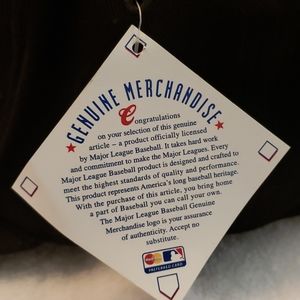 GENUINE MERCHANDISE
Congratulations
on your selection of this genuine
article – a product officially licensed
by Major League Baseball. It takes hard work
and commitment to make the Major Leagues. Every
Major League Baseball product is designed and crafted to
meet the highest standards of quality and performance.
This product represents America's long baseball heritage.
With the purchase of this article, you bring home
a part of Baseball you can call your own.
The Major League Baseball Genuine
Merchandise logo is your assurance
of authenticity. Accept no
substitute.
MasterCard
PREFERRED CARD